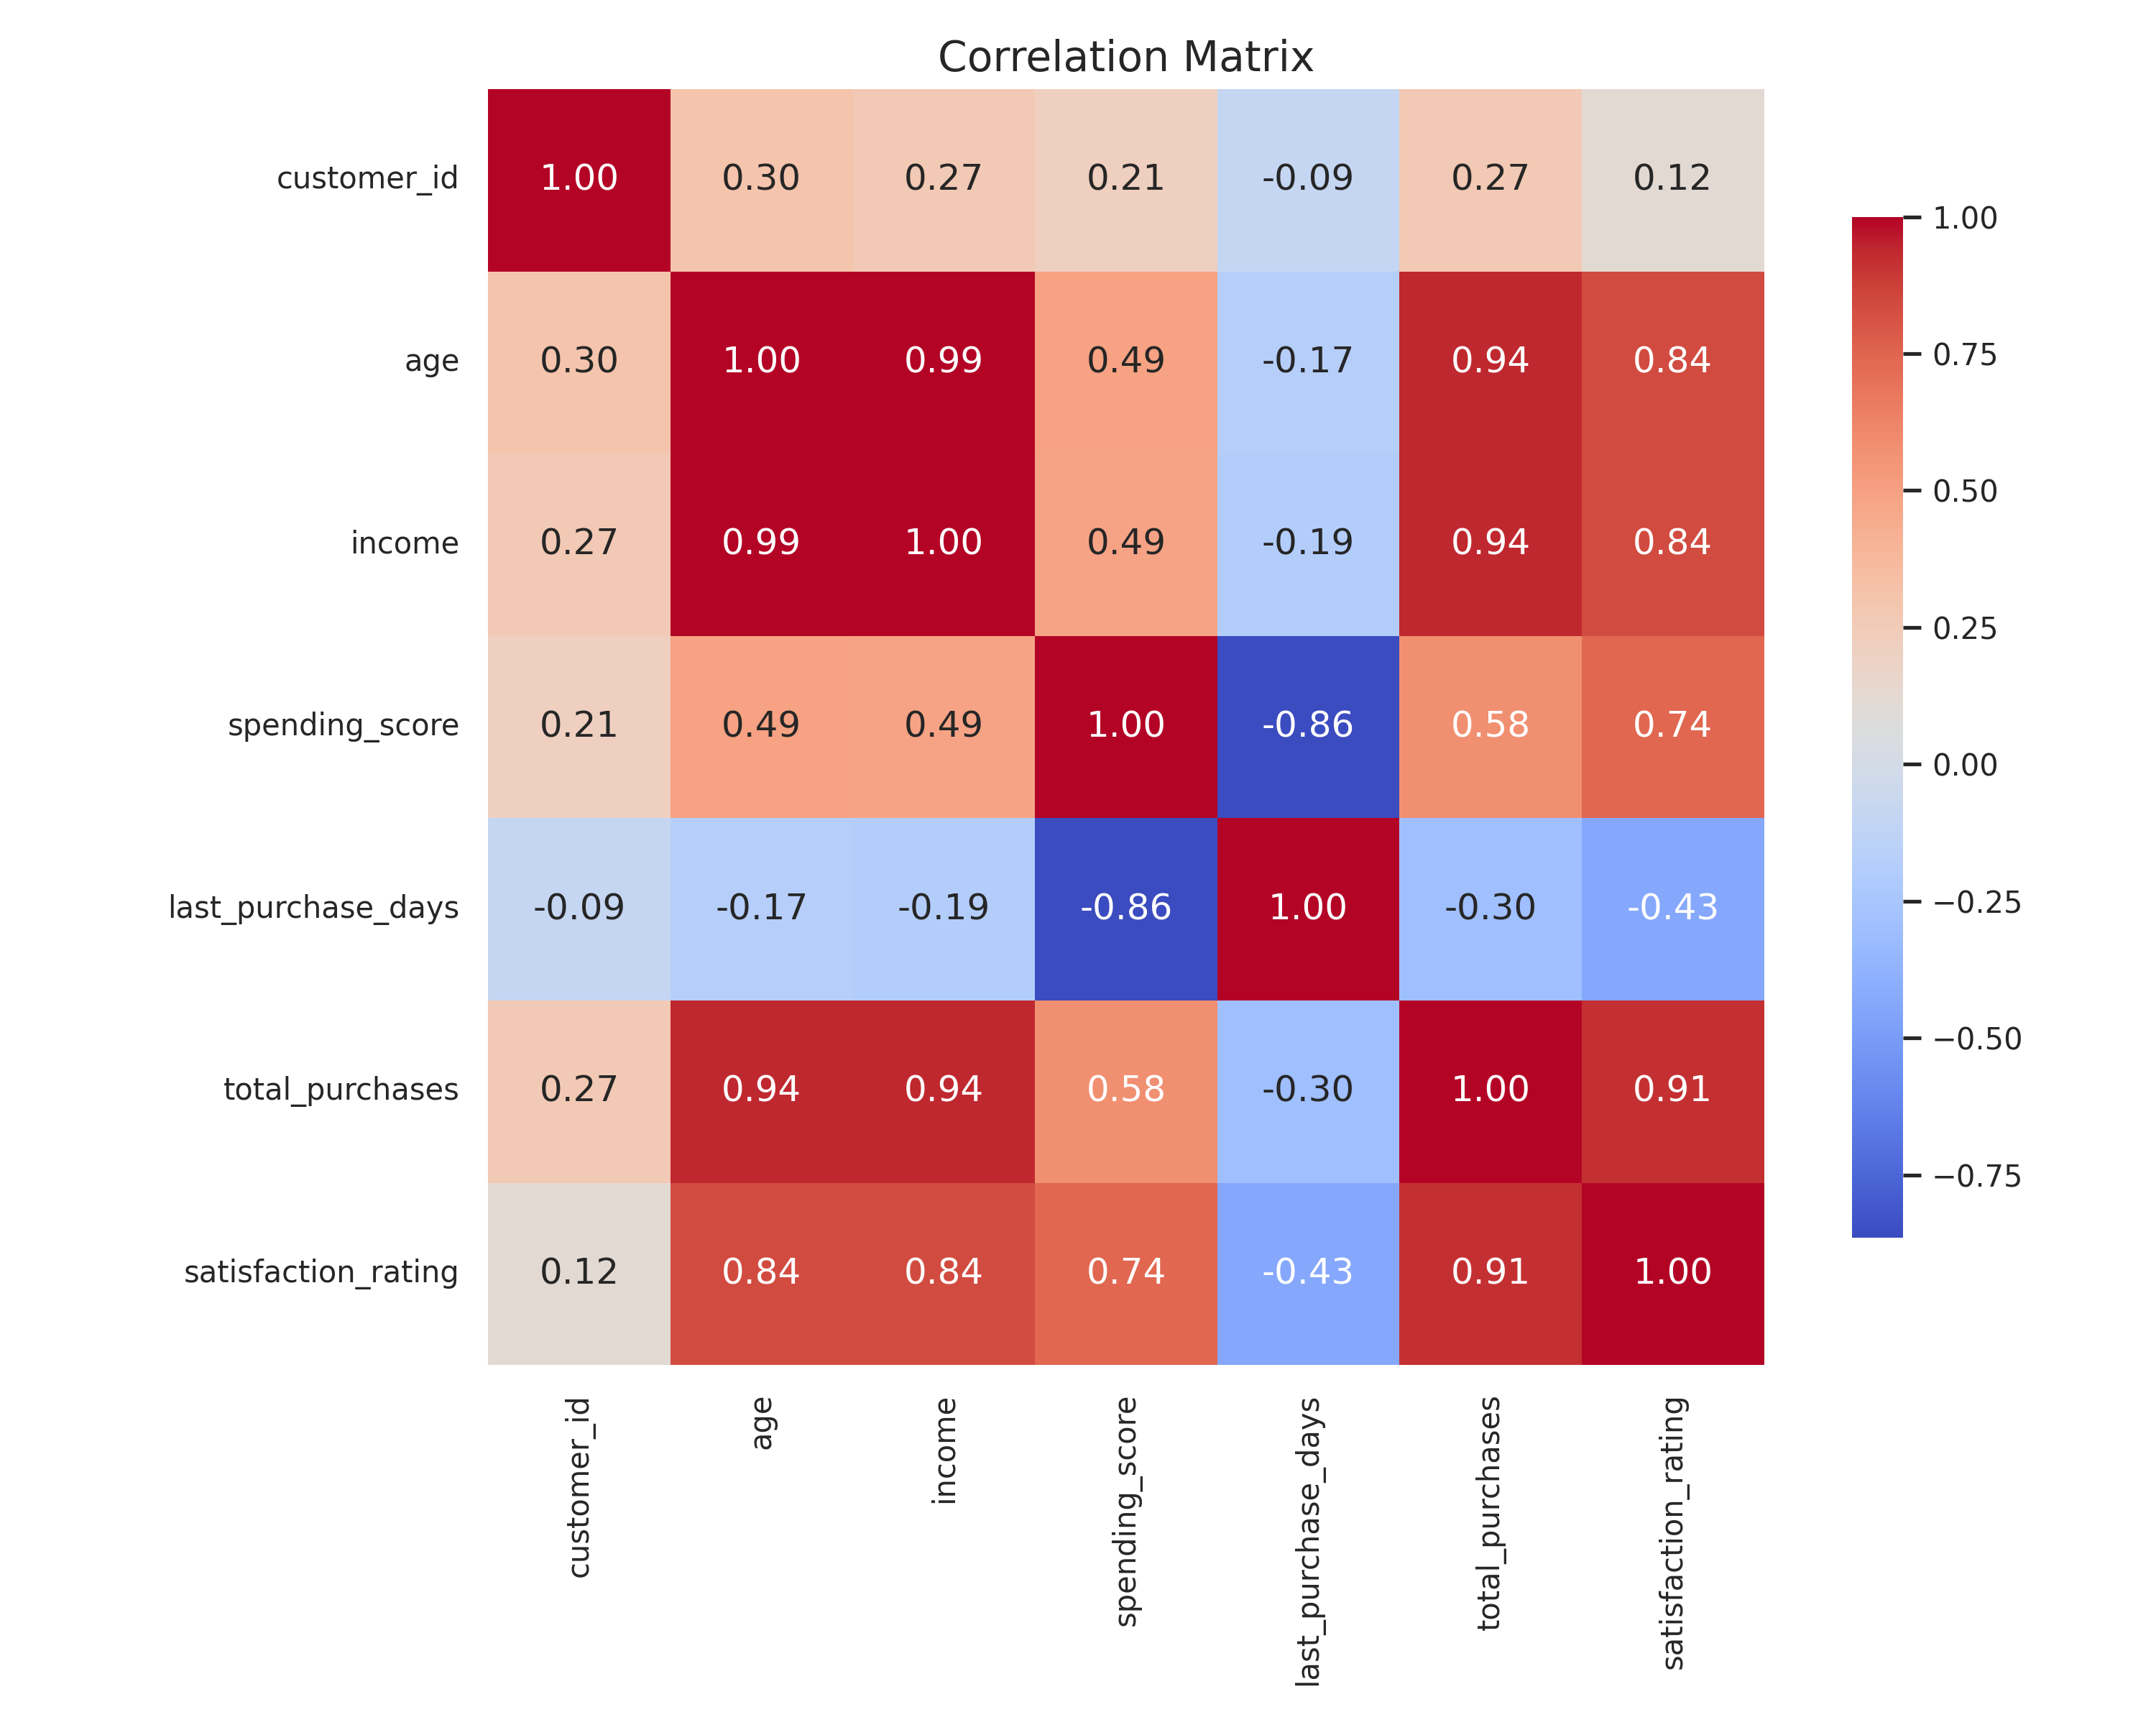 Correlation Matrix
customer_id 1.00 0.30 0.27 0.21 -0.09 0.27 0.12
age 0.30 1.00 0.99 0.49 -0.17 0.94 0.84
income 0.27 0.99 1.00 0.49 -0.19 0.94 0.84
spending_score 0.21 0.49 0.49 1.00 -0.86 0.58 0.74
last_purchase_days -0.09 -0.17 -0.19 -0.86 1.00 -0.30 -0.43
total_purchases 0.27 0.94 0.94 0.58 -0.30 1.00 0.91
satisfaction_rating 0.12 0.84 0.84 0.74 -0.43 0.91 1.00
customer_id
age
income
spending_score
last_purchase_days
total_purchases
satisfaction_rating
1.00
0.75
0.50
0.25
0.00
−0.25
−0.50
−0.75